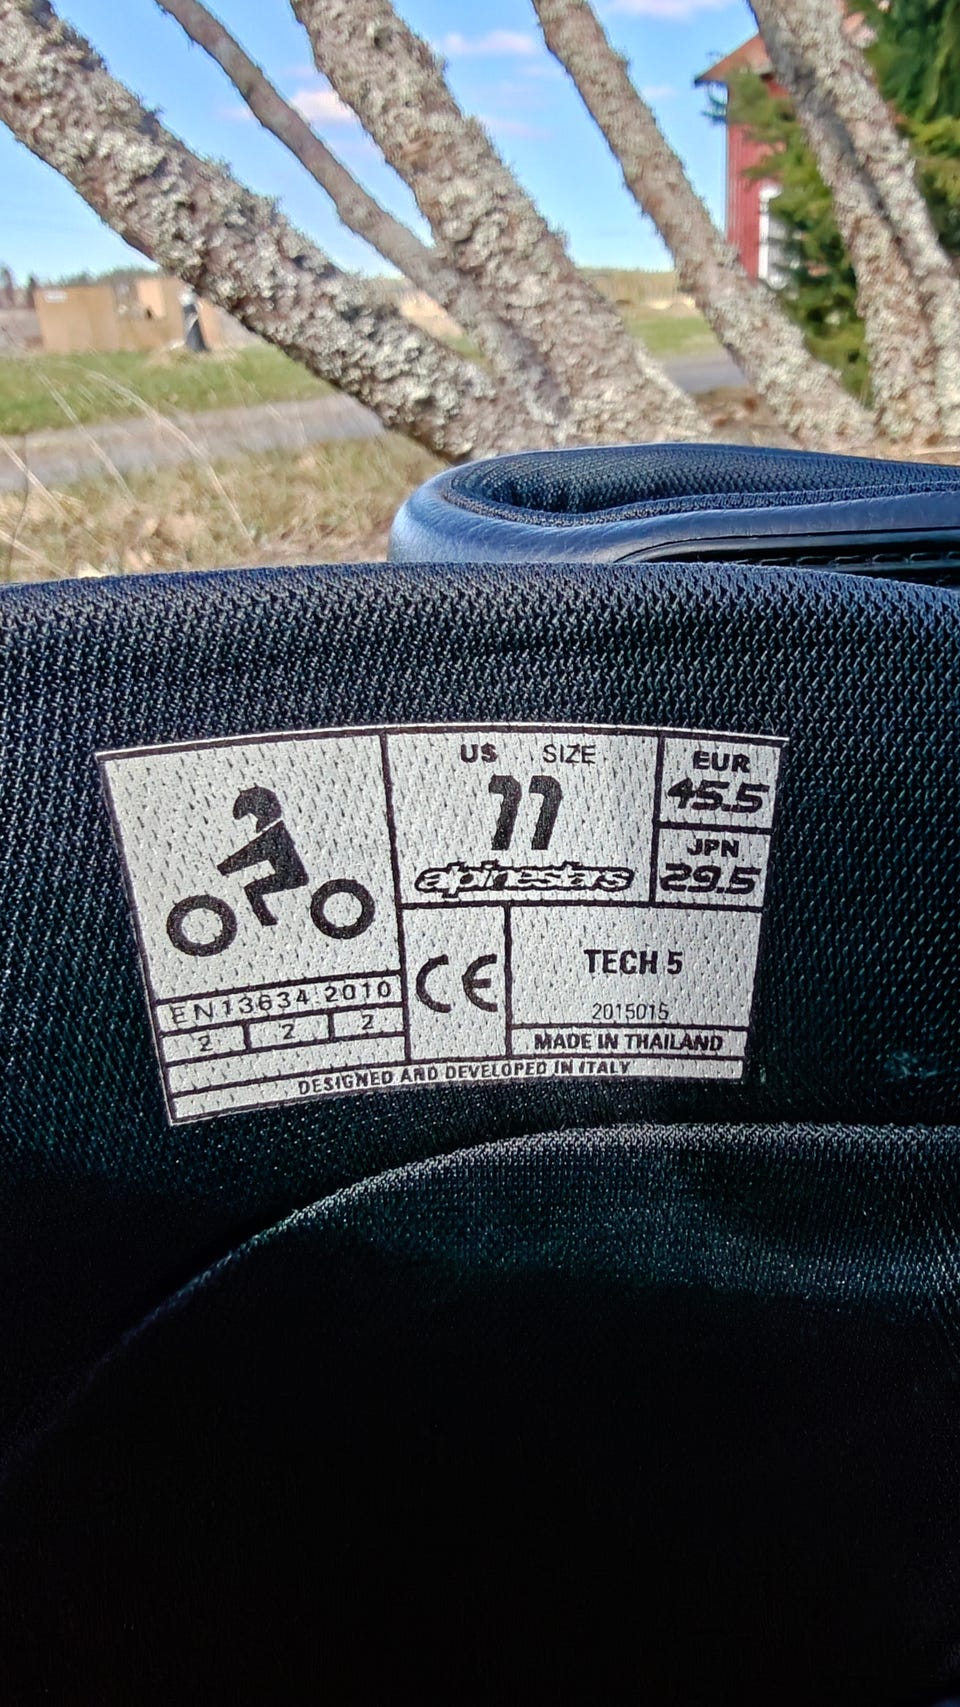 US SIZE
11
alpinestars
EUR
45.5
JPN
29.5
EN13634:2010
2 2 2
CE
TECH 5
2015015
MADE IN THAILAND
DESIGNED AND DEVELOPED IN ITALY